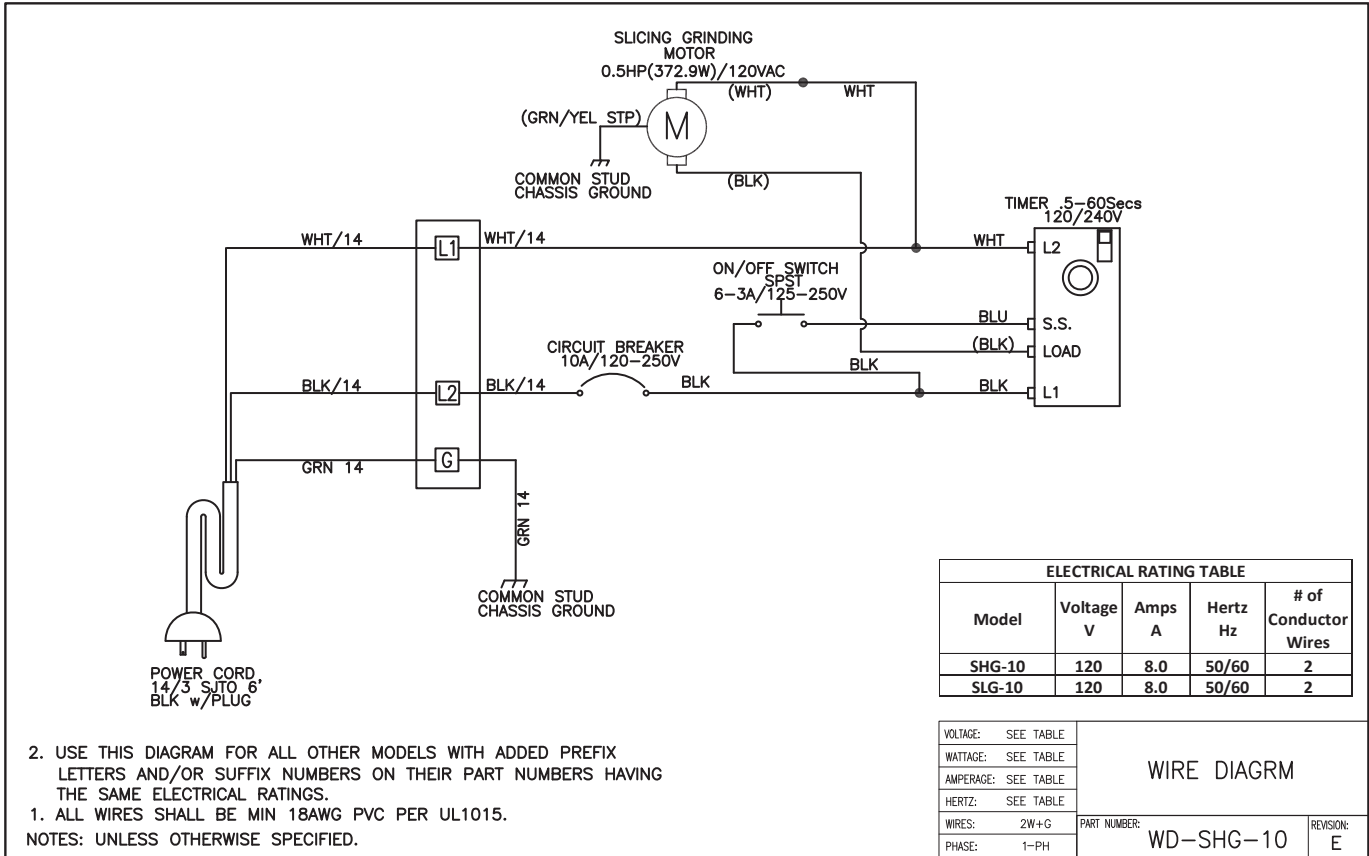 SLICING GRINDING
MOTOR
0.5HP(372.9W)/120VAC
(WHT)
WHT
(GRN/YEL STP)
M
COMMON STUD
CHASSIS GROUND
(BLK)
TIMER .5-60Secs
120/240V
WHT/14
L1
WHT/14
WHT
L2
ON/OFF SWITCH
SPST
6-3A/125-250V
BLU
S.S.
(BLK)
LOAD
CIRCUIT BREAKER
10A/120-250V
BLK
BLK/14
L2
BLK/14
BLK
BLK
L1
GRN 14
G
GRN 14
COMMON STUD
CHASSIS GROUND
POWER CORD,
14/3 SJTO 6'
BLK w/PLUG
ELECTRICAL RATING TABLE
Model Voltage V Amps A Hertz Hz # of Conductor Wires
SHG-10 120 8.0 50/60 2
SLG-10 120 8.0 50/60 2
2. USE THIS DIAGRAM FOR ALL OTHER MODELS WITH ADDED PREFIX
LETTERS AND/OR SUFFIX NUMBERS ON THEIR PART NUMBERS HAVING
THE SAME ELECTRICAL RATINGS.
1. ALL WIRES SHALL BE MIN 18AWG PVC PER UL1015.
NOTES: UNLESS OTHERWISE SPECIFIED.
VOLTAGE: SEE TABLE
WATTAGE: SEE TABLE
AMPERAGE: SEE TABLE
HERTZ: SEE TABLE
WIRES: 2W+G
PHASE: 1-PH
WIRE DIAGRM
PART NUMBER: WD-SHG-10
REVISION: E